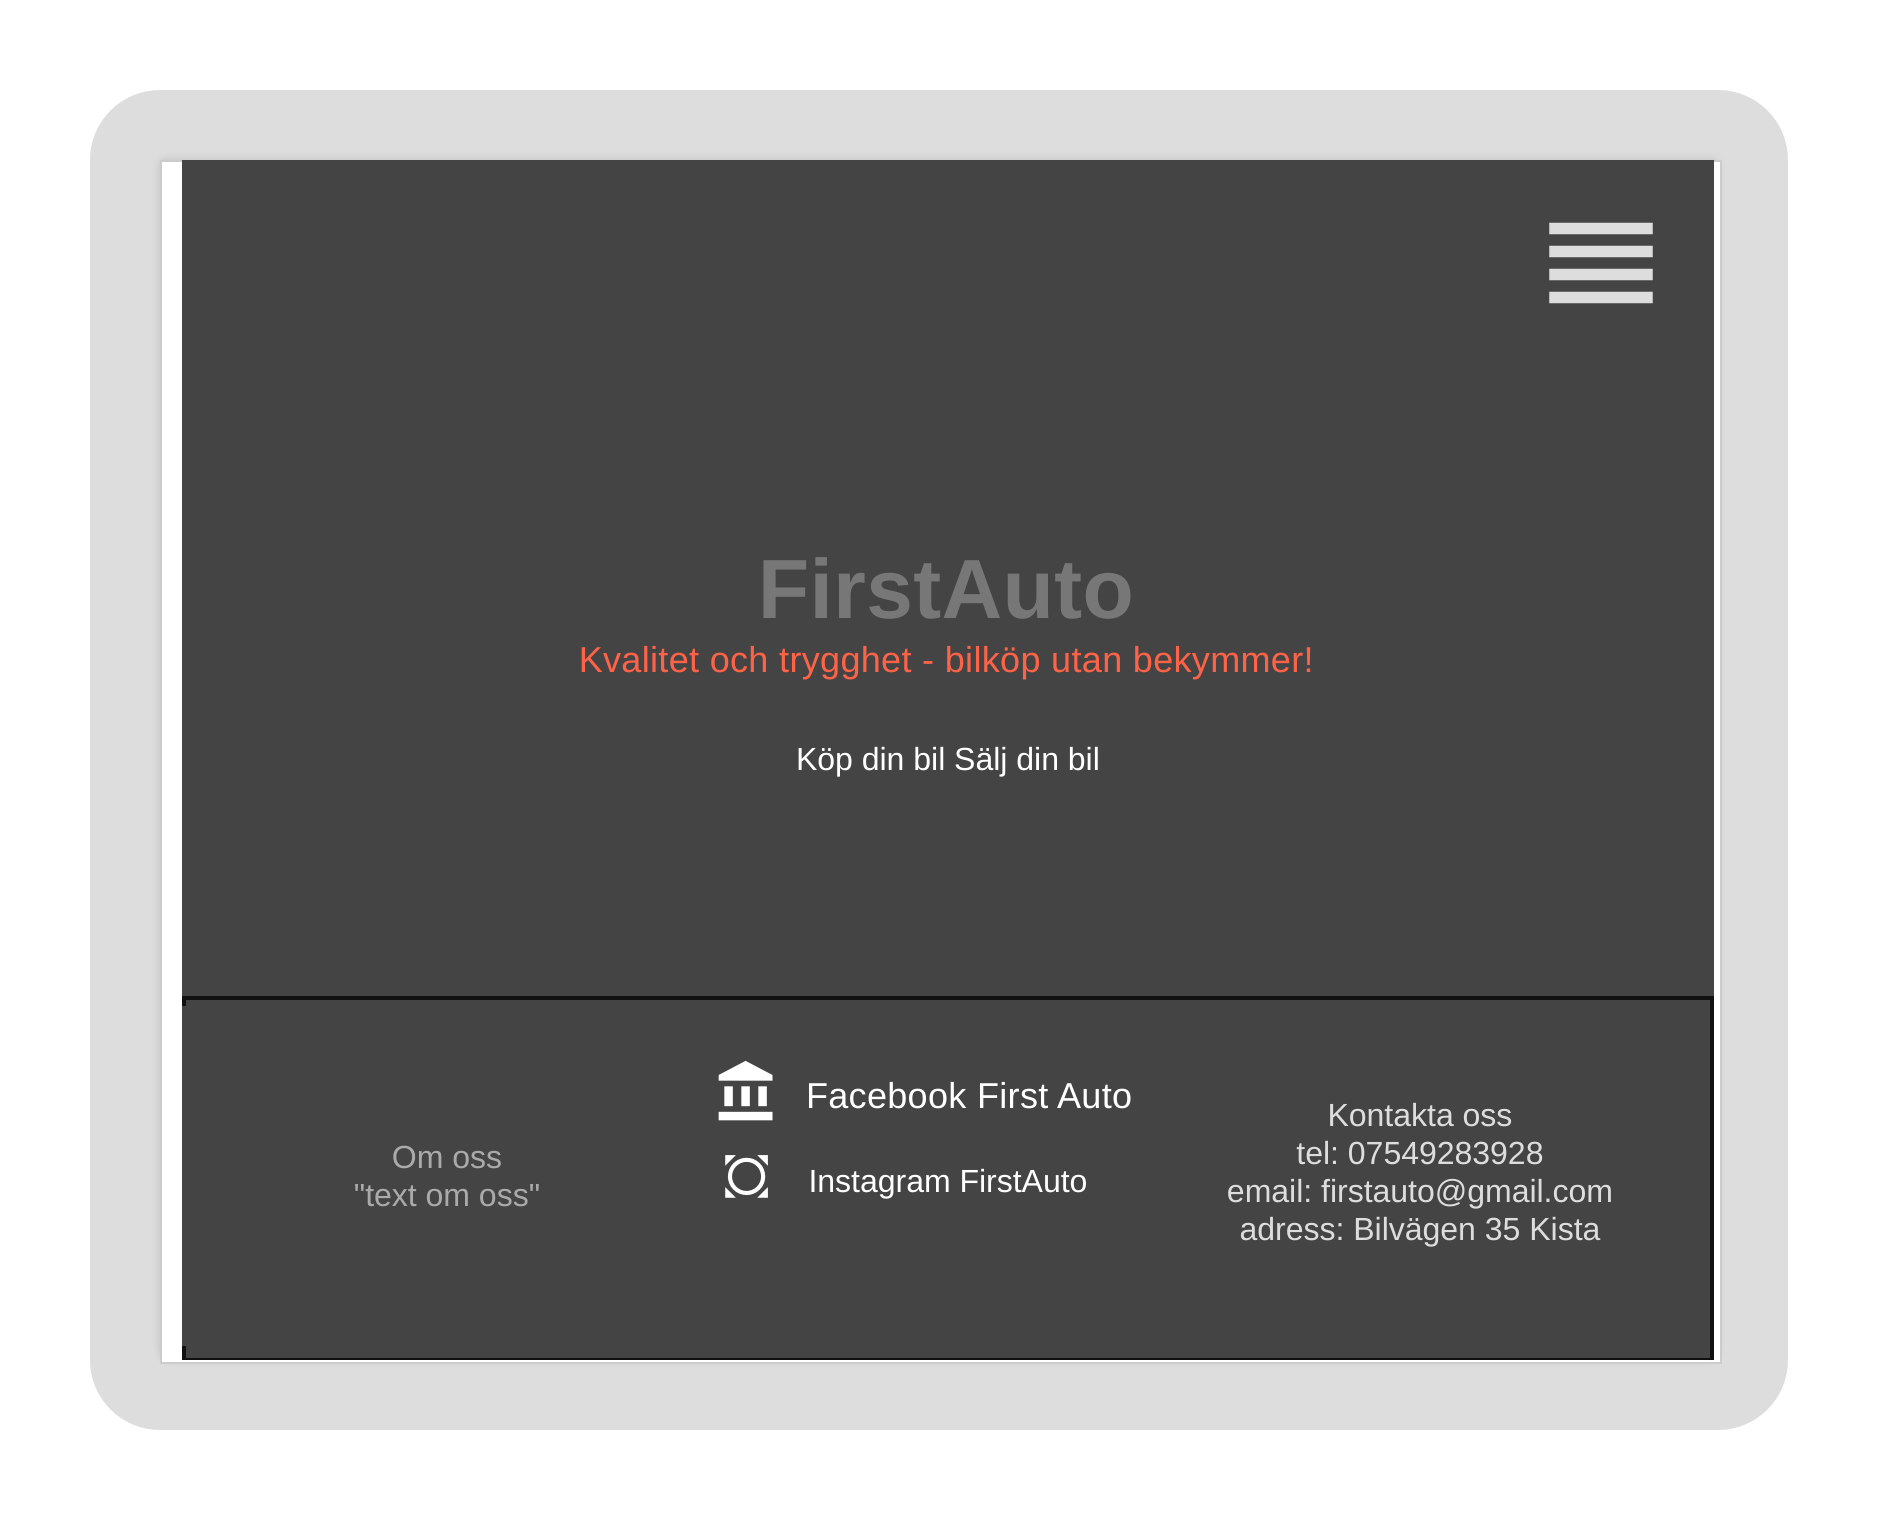 FirstAuto
Kvalitet och trygghet - bilköp utan bekymmer!
Köp din bil Sälj din bil
Om oss
"text om oss"
Facebook First Auto
Instagram FirstAuto
Kontakta oss
tel: 07549283928
email: firstauto@gmail.com
adress: Bilvägen 35 Kista